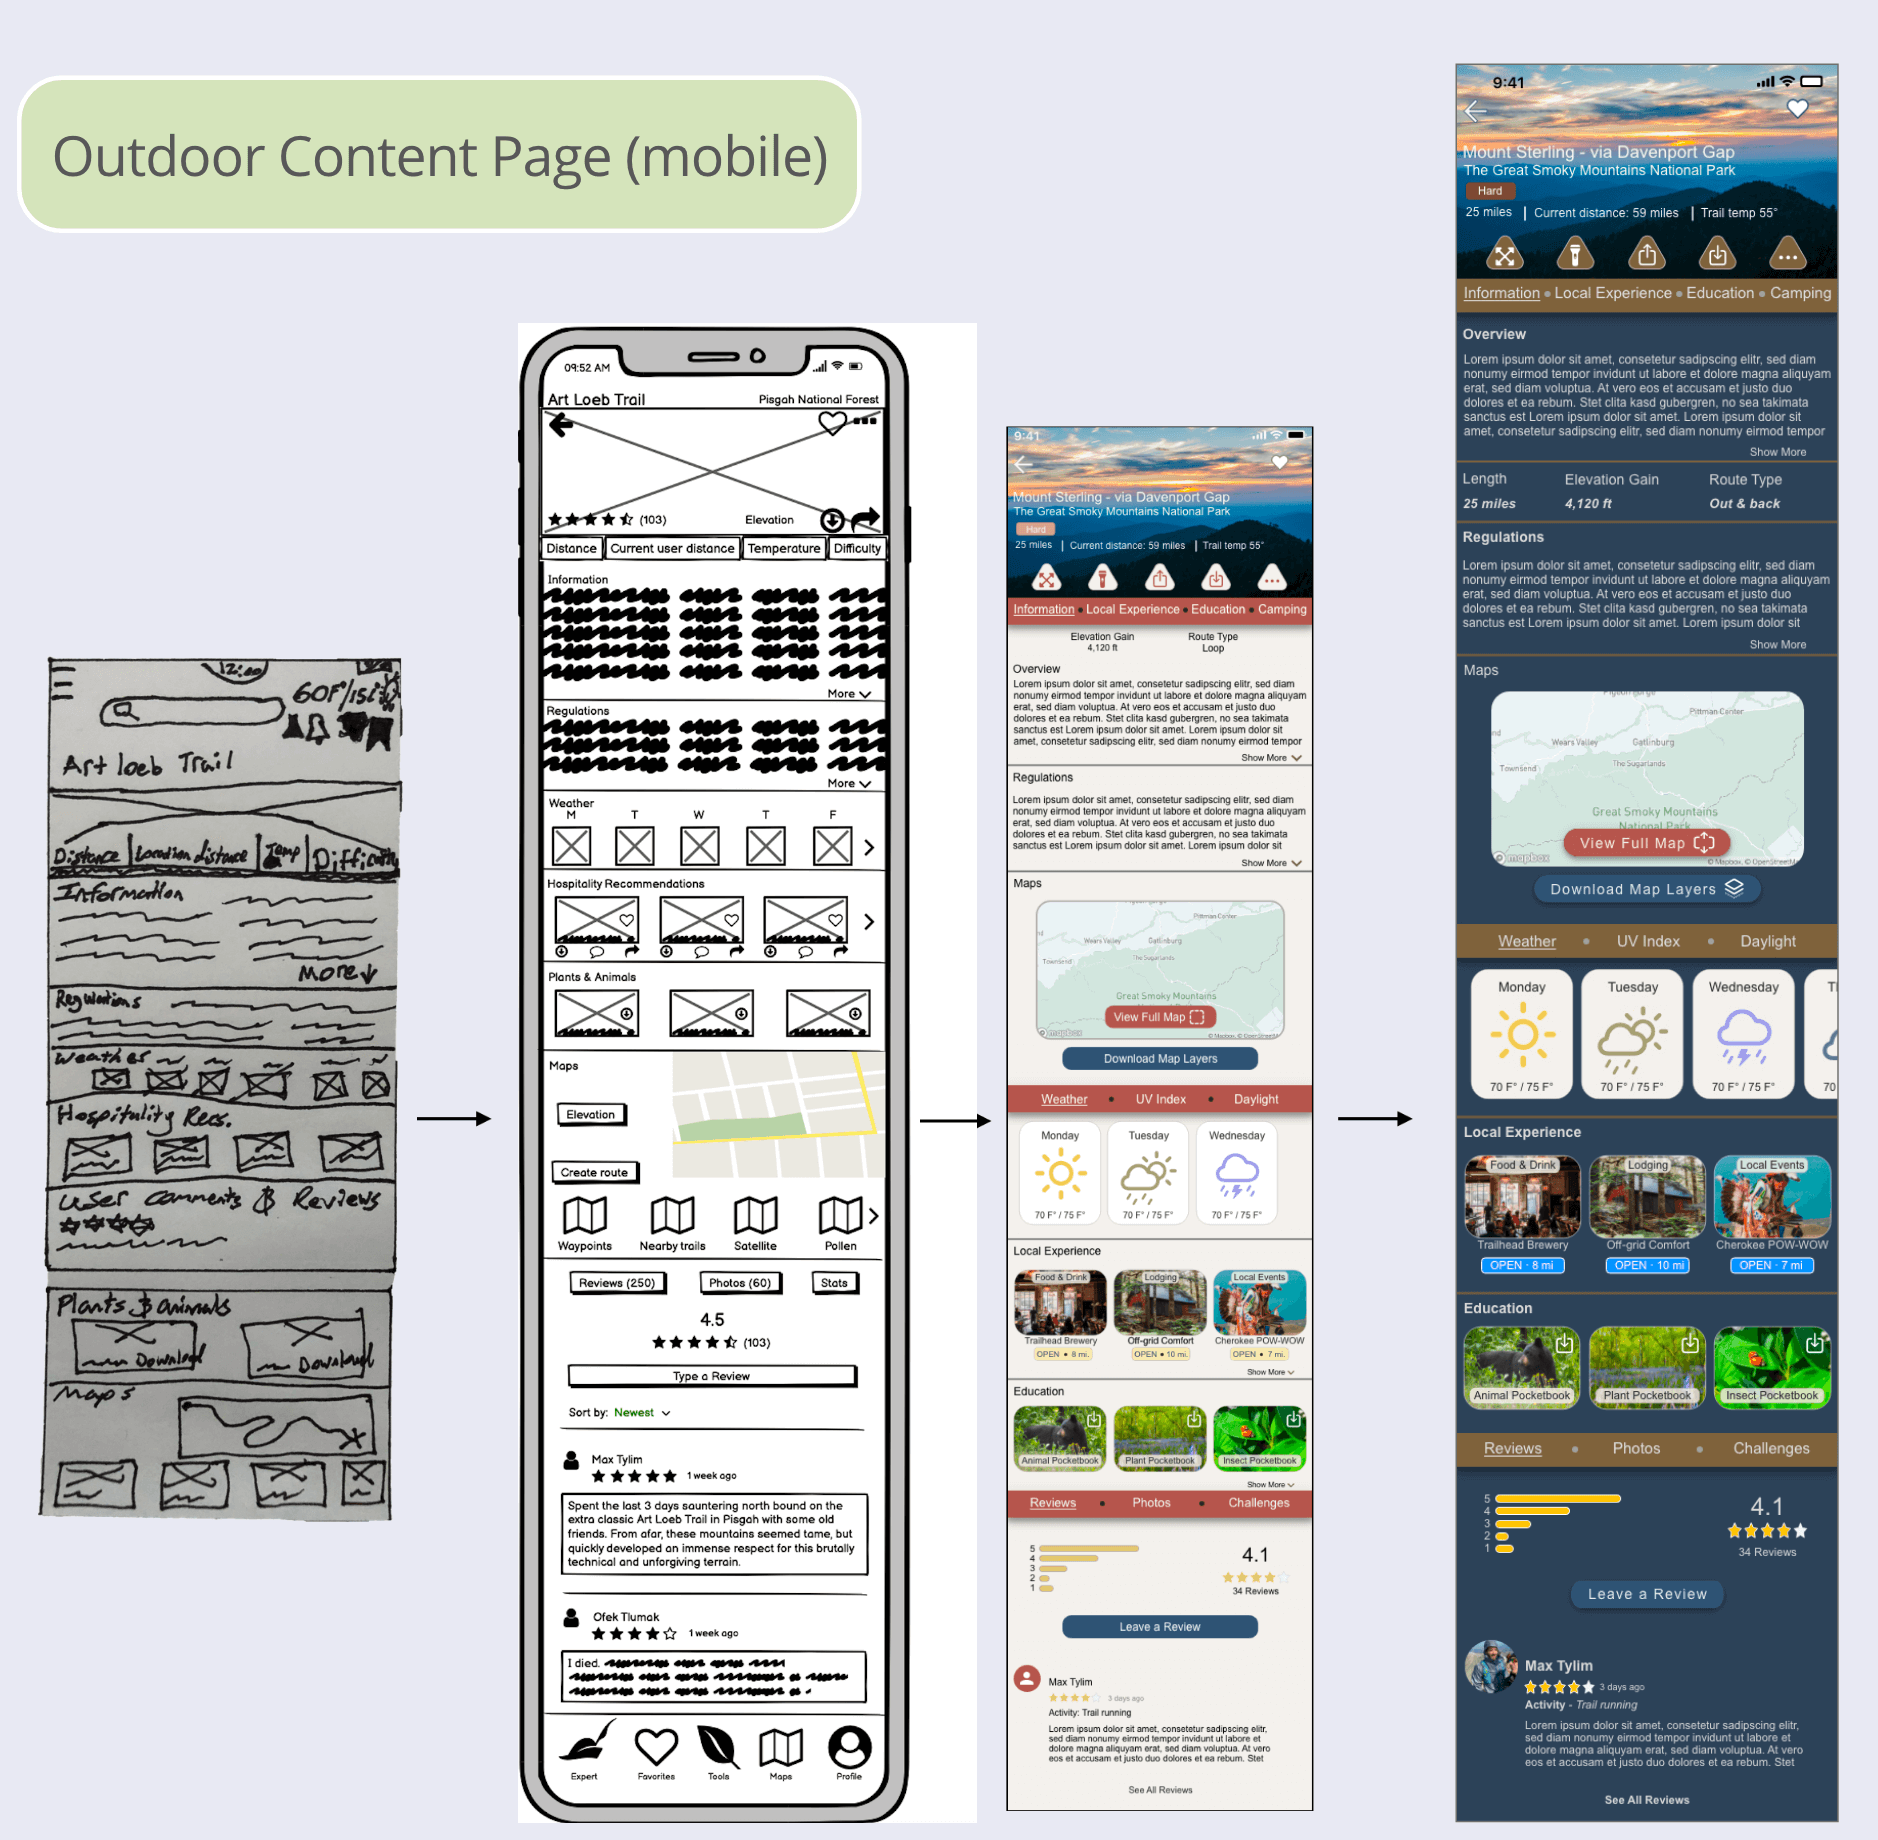 Outdoor Content Page (mobile)
12:00
60F/15
Art loeb Trail
Distance
Location distance
Temp
Difficulty
Information
More
Regulations
Weather
Hospitality Recs.
User Comments & Reviews
Plants & animals
Download
Download
Maps
09:52 AM
Art Loeb Trail
Pisgah National Forest
(103)
Elevation
Distance
Current user distance
Temperature
Difficulty
Information
More
Regulations
More
Weather
M T W T F
Hospitality Recommendations
Plants & Animals
Maps
Elevation
Create route
Waypoints
Nearby trails
Satellite
Pollen
Reviews (250)
Photos (60)
Stats
4.5
(103)
Type a Review
Sort by: Newest
Max Tylim
1 week ago
Spent the last 3 days sauntering north bound on the
extra classic Art Loeb Trail in Pisgah with some old
friends. From afar, these mountains seemed tame, but
quickly developed an immense respect for this brutally
technical and unforgiving terrain.
Ofek Tlumak
1 week ago
I died.
Expert
Favorites
Tools
Maps
Profile
9:41
Mount Sterling - via Davenport Gap
The Great Smoky Mountains National Park
Hard
25 miles | Current distance: 59 miles | Trail temp 55°
Information • Local Experience • Education • Camping
Elevation Gain
4,120 ft
Route Type
Loop
Overview
Lorem ipsum dolor sit amet, consetetur sadipscing elitr, sed diam
nonumy eirmod tempor invidunt ut labore et dolore magna aliquyam
erat, sed diam voluptua. At vero eos et accusam et justo duo
dolores et ea rebum. Stet clita kasd gubergren, no sea takimata
sanctus est Lorem ipsum dolor sit amet. Lorem ipsum dolor sit
amet, consetetur sadipscing elitr, sed diam nonumy eirmod tempor
Show More
Regulations
Lorem ipsum dolor sit amet, consetetur sadipscing elitr, sed diam
nonumy eirmod tempor invidunt ut labore et dolore magna aliquyam
erat, sed diam voluptua. At vero eos et accusam et justo duo
dolores et ea rebum. Stet clita kasd gubergren, no sea takimata
sanctus est Lorem ipsum dolor sit amet. Lorem ipsum dolor sit
Show More
Maps
Pittman Center
Wears Valley
Gatlinburg
Townsend
The Sugarlands
Great Smoky Mountains
View Full Map
mapbox
© Mapbox, © OpenStreetM
Download Map Layers
Weather • UV Index • Daylight
Monday
Tuesday
Wednesday
70 F° / 75 F°
70 F° / 75 F°
70 F° / 75 F°
Local Experience
Food & Drink
Lodging
Local Events
Trailhead Brewery
Off-grid Comfort
Cherokee POW-WOW
OPEN • 8 mi.
OPEN • 10 mi.
OPEN • 7 mi.
Show More
Education
Animal Pocketbook
Plant Pocketbook
Insect Pocketbook
Show More
Reviews • Photos • Challenges
5
4
3
2
1
4.1
34 Reviews
Leave a Review
Max Tylim
3 days ago
Activity: Trail running
Lorem ipsum dolor sit amet, consetetur sadipscing elitr,
sed diam nonumy eirmod tempor invidunt ut labore et
dolore magna aliquyam erat, sed diam voluptua. At vero
eos et accusam et justo duo dolores et ea rebum. Stet
See All Reviews
9:41
Mount Sterling - via Davenport Gap
The Great Smoky Mountains National Park
Hard
25 miles | Current distance: 59 miles | Trail temp 55°
Information • Local Experience • Education • Camping
Overview
Lorem ipsum dolor sit amet, consetetur sadipscing elitr, sed diam
nonumy eirmod tempor invidunt ut labore et dolore magna aliquyam
erat, sed diam voluptua. At vero eos et accusam et justo duo
dolores et ea rebum. Stet clita kasd gubergren, no sea takimata
sanctus est Lorem ipsum dolor sit amet. Lorem ipsum dolor sit
amet, consetetur sadipscing elitr, sed diam nonumy eirmod tempor
Show More
Length
Elevation Gain
Route Type
25 miles
4,120 ft
Out & back
Regulations
Lorem ipsum dolor sit amet, consetetur sadipscing elitr, sed diam
nonumy eirmod tempor invidunt ut labore et dolore magna aliquyam
erat, sed diam voluptua. At vero eos et accusam et justo duo
dolores et ea rebum. Stet clita kasd gubergren, no sea takimata
sanctus est Lorem ipsum dolor sit amet. Lorem ipsum dolor sit
Show More
Maps
Pittman Center
nd
Wears Valley
Gatlinburg
Townsend
The Sugarlands
Great Smoky Mountains
National Park
View Full Map
mapbox
© Mapbox, © OpenStreetM
Download Map Layers
Weather • UV Index • Daylight
Monday
Tuesday
Wednesday
T
70 F° / 75 F°
70 F° / 75 F°
70 F° / 75 F°
70
Local Experience
Food & Drink
Lodging
Local Events
Trailhead Brewery
Off-grid Comfort
Cherokee POW-WOW
OPEN · 8 mi
OPEN · 10 mi
OPEN · 7 mi
Education
Animal Pocketbook
Plant Pocketbook
Insect Pocketbook
Reviews • Photos • Challenges
5
4
3
2
1
4.1
34 Reviews
Leave a Review
Max Tylim
3 days ago
Activity - Trail running
Lorem ipsum dolor sit amet, consetetur sadipscing elitr,
sed diam nonumy eirmod tempor invidunt ut labore et
dolore magna aliquyam erat, sed diam voluptua. At vero
eos et accusam et justo duo dolores et ea rebum. Stet
See All Reviews